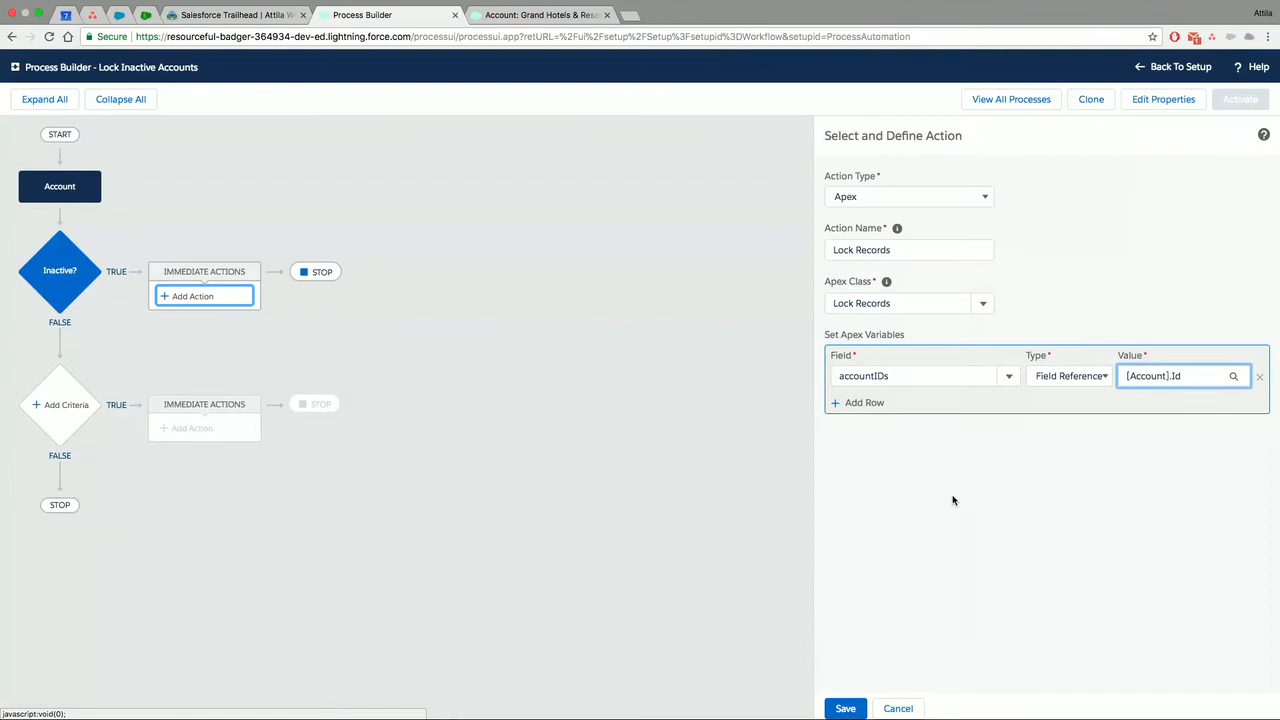 7
Salesforce Trailhead | Attila W
Process Builder
Account: Grand Hotels & Res
Attila
Secure
https://resourceful-badger-364934-dev-ed.lightning.force.com/processui/processui.app?retURL=%2Fui%2Fsetup%2FSetup%3Fsetupid%3DWorkflow&setupid=ProcessAutomation
1
Process Builder - Lock Inactive Accounts
Back To Setup
? Help
Expand All
Collapse All
View All Processes
Clone
Edit Properties
Activate
START
Account
Inactive?
TRUE
IMMEDIATE ACTIONS
+ Add Action
STOP
FALSE
+ Add Criteria
TRUE
IMMEDIATE ACTIONS
+ Add Action
STOP
FALSE
STOP
Select and Define Action
?
Action Type*
Apex
Action Name*
Lock Records
Apex Class*
Lock Records
Set Apex Variables
Field*
Type*
Value*
accountIDs
Field Reference
[Account].Id
+ Add Row
Save
Cancel
javascript:void(0);